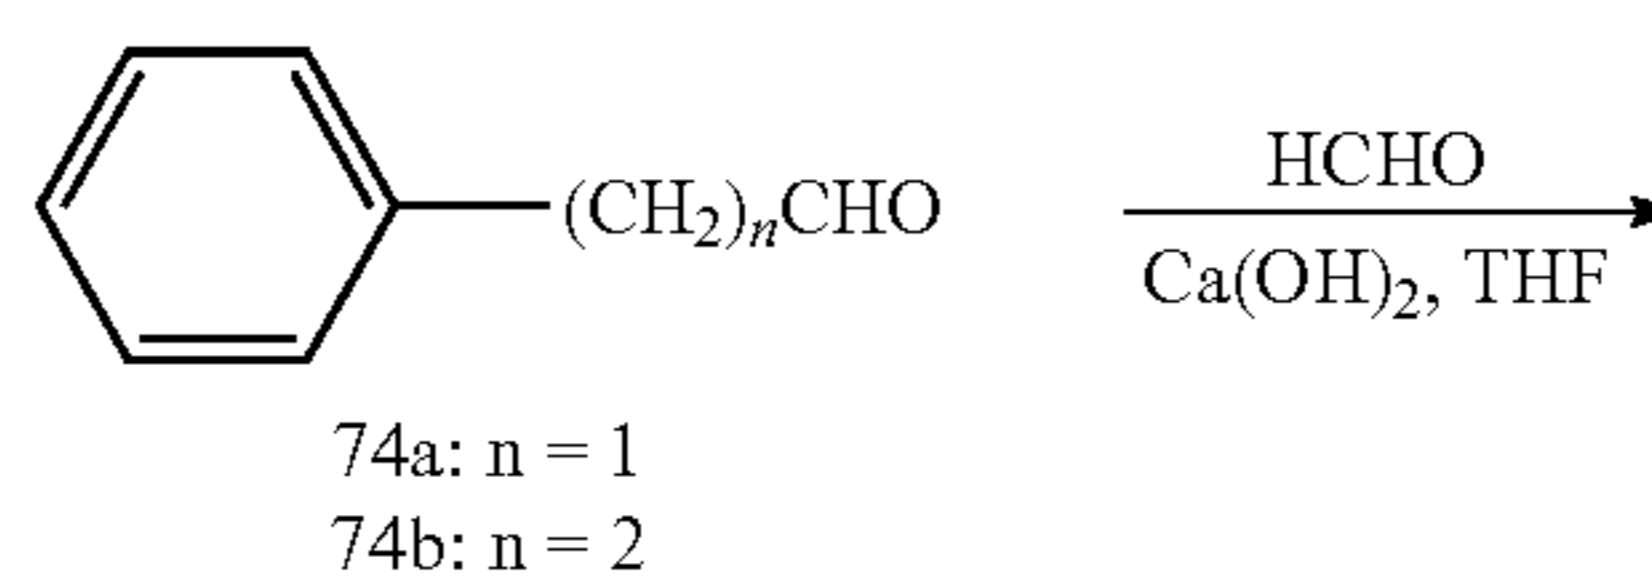 (CH2)nCHO
HCHO
Ca(OH)2, THF
74a: n = 1
74b: n = 2